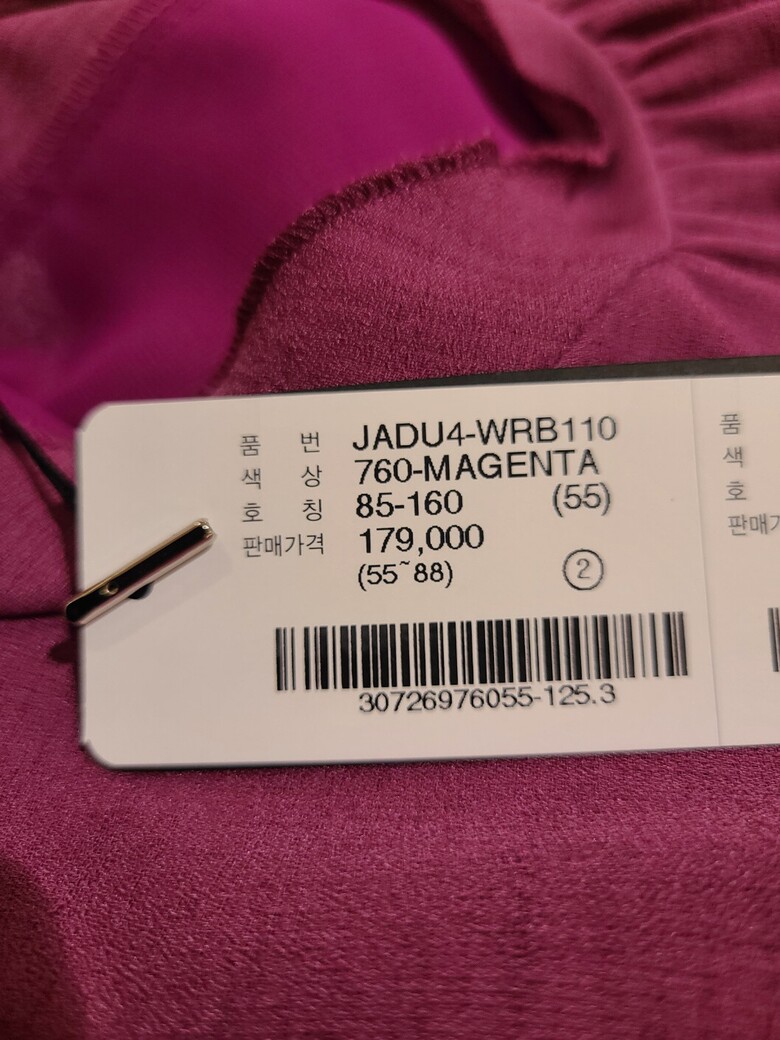 품 번 JADU4-WRB110
색 상 760-MAGENTA
호 칭 85-160 (55)
판매가격 179,000
(55~88) ②
30726976055-125.3
품
색
호
판매가